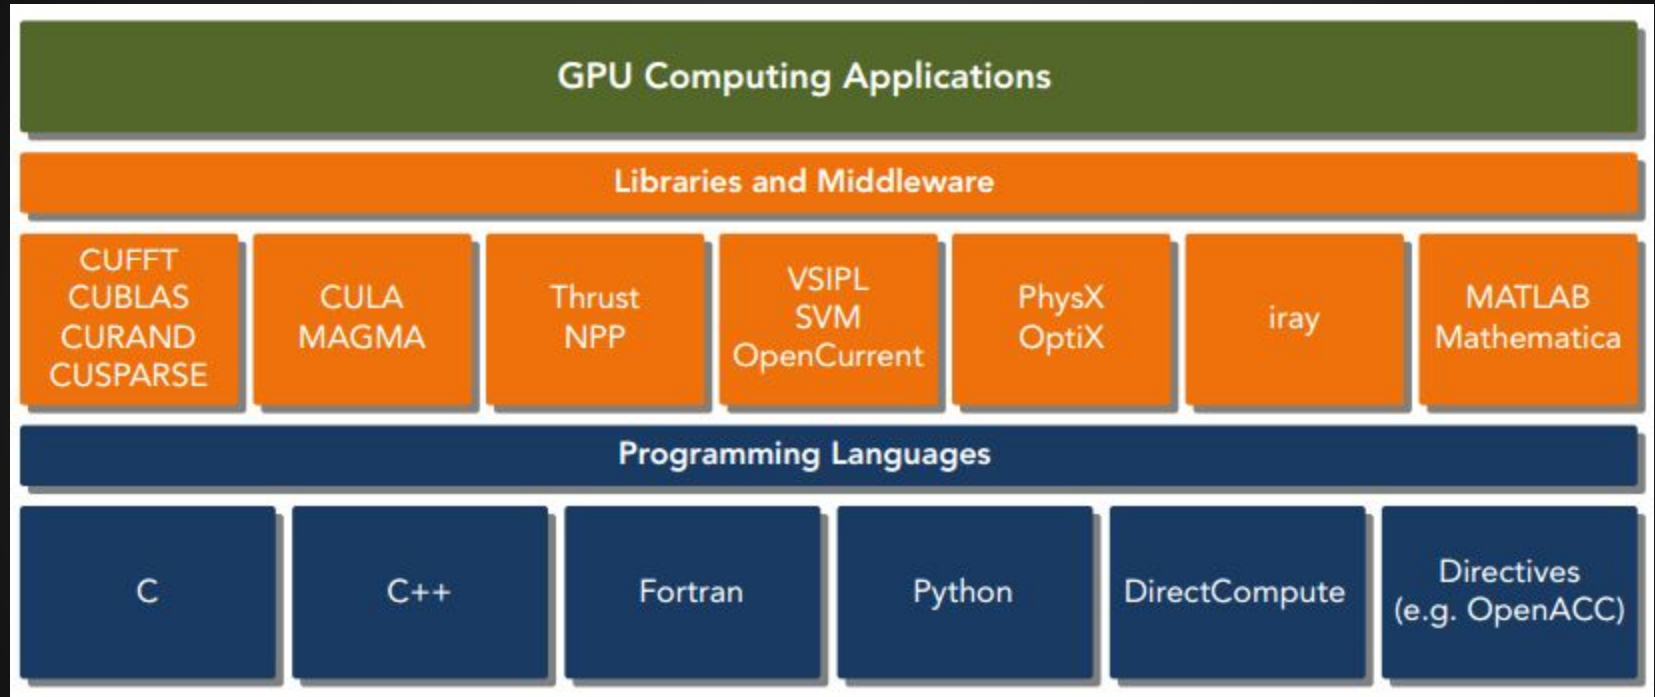 GPU Computing Applications
Libraries and Middleware
CUFFT
CUBLAS
CURAND
CUSPARSE
CULA
MAGMA
Thrust
NPP
VSIPL
SVM
OpenCurrent
PhysX
OptiX
iray
MATLAB
Mathematica
Programming Languages
C
C++
Fortran
Python
DirectCompute
Directives
(e.g. OpenACC)